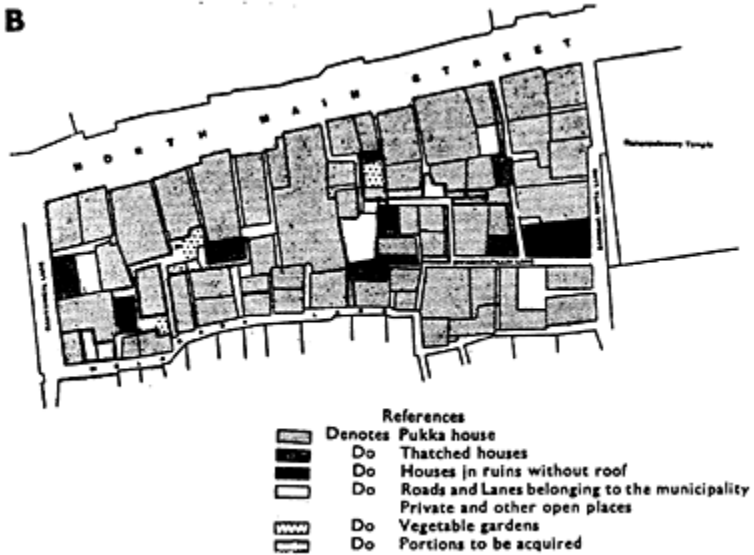 B
NORTH MAIN STREET
References
Denotes Pukka house
Do Thatched houses
Do Houses jn ruins without roof
Do Roads and Lanes belonging to the municipality
Private and other open places
Do Vegetable gardens
Do Portions to be acquired